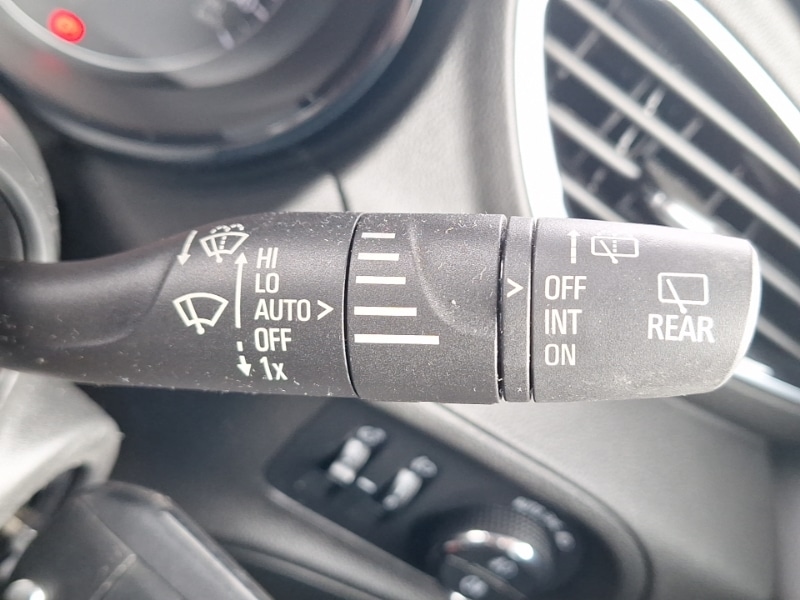 HI
LO
AUTO >
OFF
1x
>
OFF
INT
ON
REAR